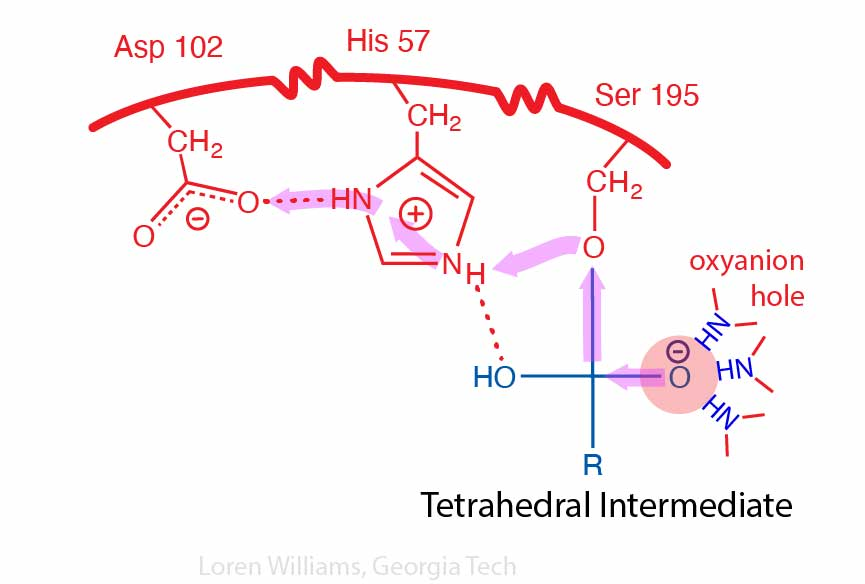 Asp 102
His 57
Ser 195
CH2
CH2
CH2
O
O
⊖
HN
⊕
N
H
O
oxyanion
hole
HN
HN
HN
HO
⊖
O
R
Tetrahedral Intermediate
Loren Williams, Georgia Tech